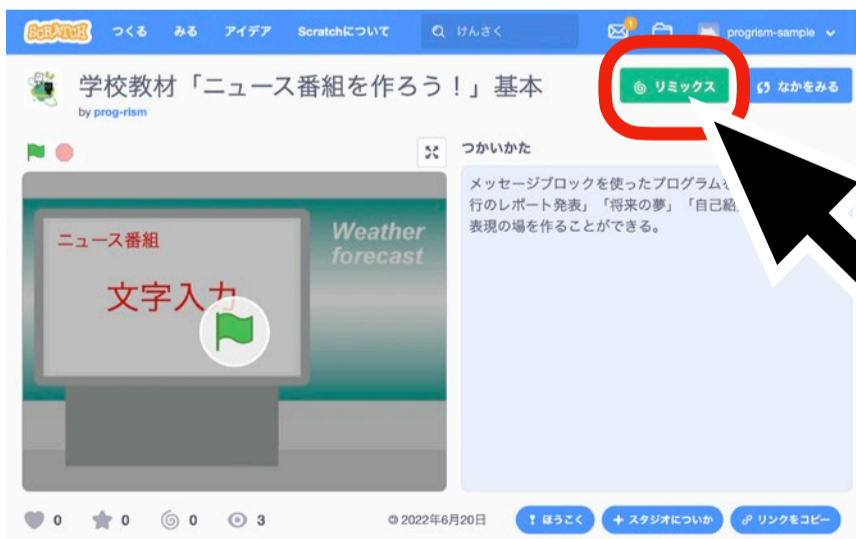 SCRATCH つくる みる アイデア Scratchについて けんさく 1 progrism-sample
学校教材「ニュース番組を作ろう！」基本
by prog-rism
リミックス なかをみる
つかいかた
メッセージブロックを使ったプログラム
行のレポート発表」「将来の夢」「自己紹
表現の場を作ることができる。
ニュース番組
文字入力
Weather
forecast
0 0 0 3
© 2022年6月20日
ほうこく スタジオについか リンクをコピー